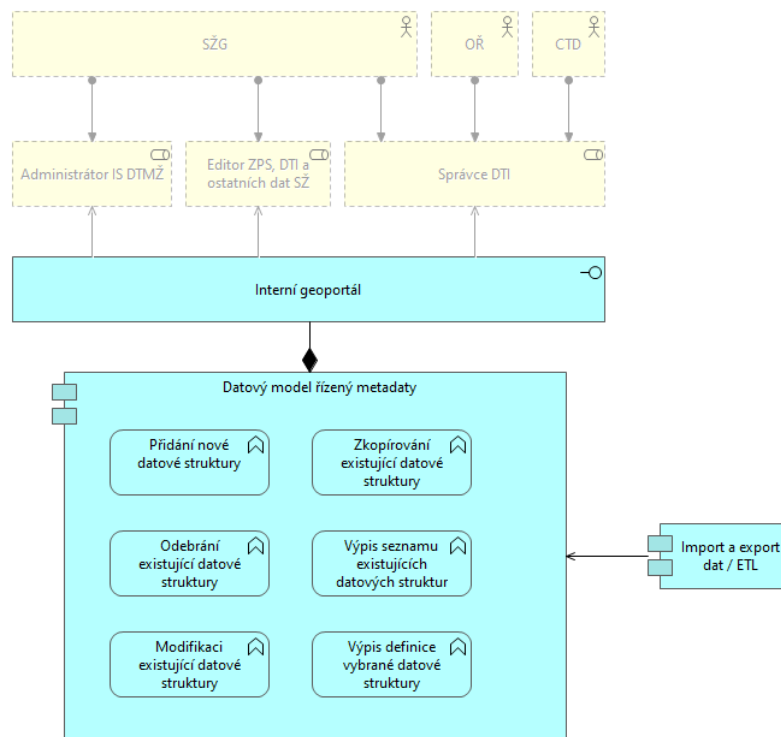 SŽG
OŘ
CTD
Administrátor IS DTMŽ
Editor ZPS, DTI a
ostatních dat SŽ
Správce DTI
Interní geoportál
Datový model řízený metadaty
Přidání nové
datové struktury
Zkopírování
existující datové
struktury
Odebrání
existující datové
struktury
Výpis seznamu
existujících
datových struktur
Import a export
dat / ETL
Modifikaci
existující datové
struktury
Výpis definice
vybrané datové
struktury